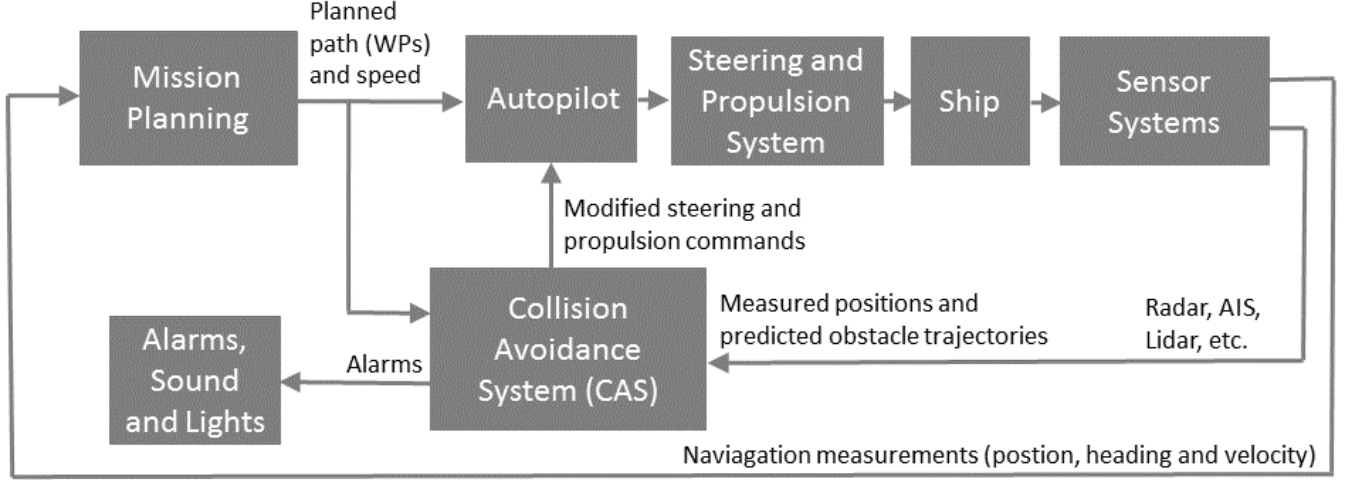 Planned
path (WPs)
and speed
Mission
Planning
Autopilot
Steering and
Propulsion
System
Ship
Sensor
Systems
Modified steering and
propulsion commands
Collision
Avoidance
System (CAS)
Measured positions and
predicted obstacle trajectories
Radar, AIS,
Lidar, etc.
Alarms,
Sound
and Lights
Alarms
Naviagation measurements (postion, heading and velocity)